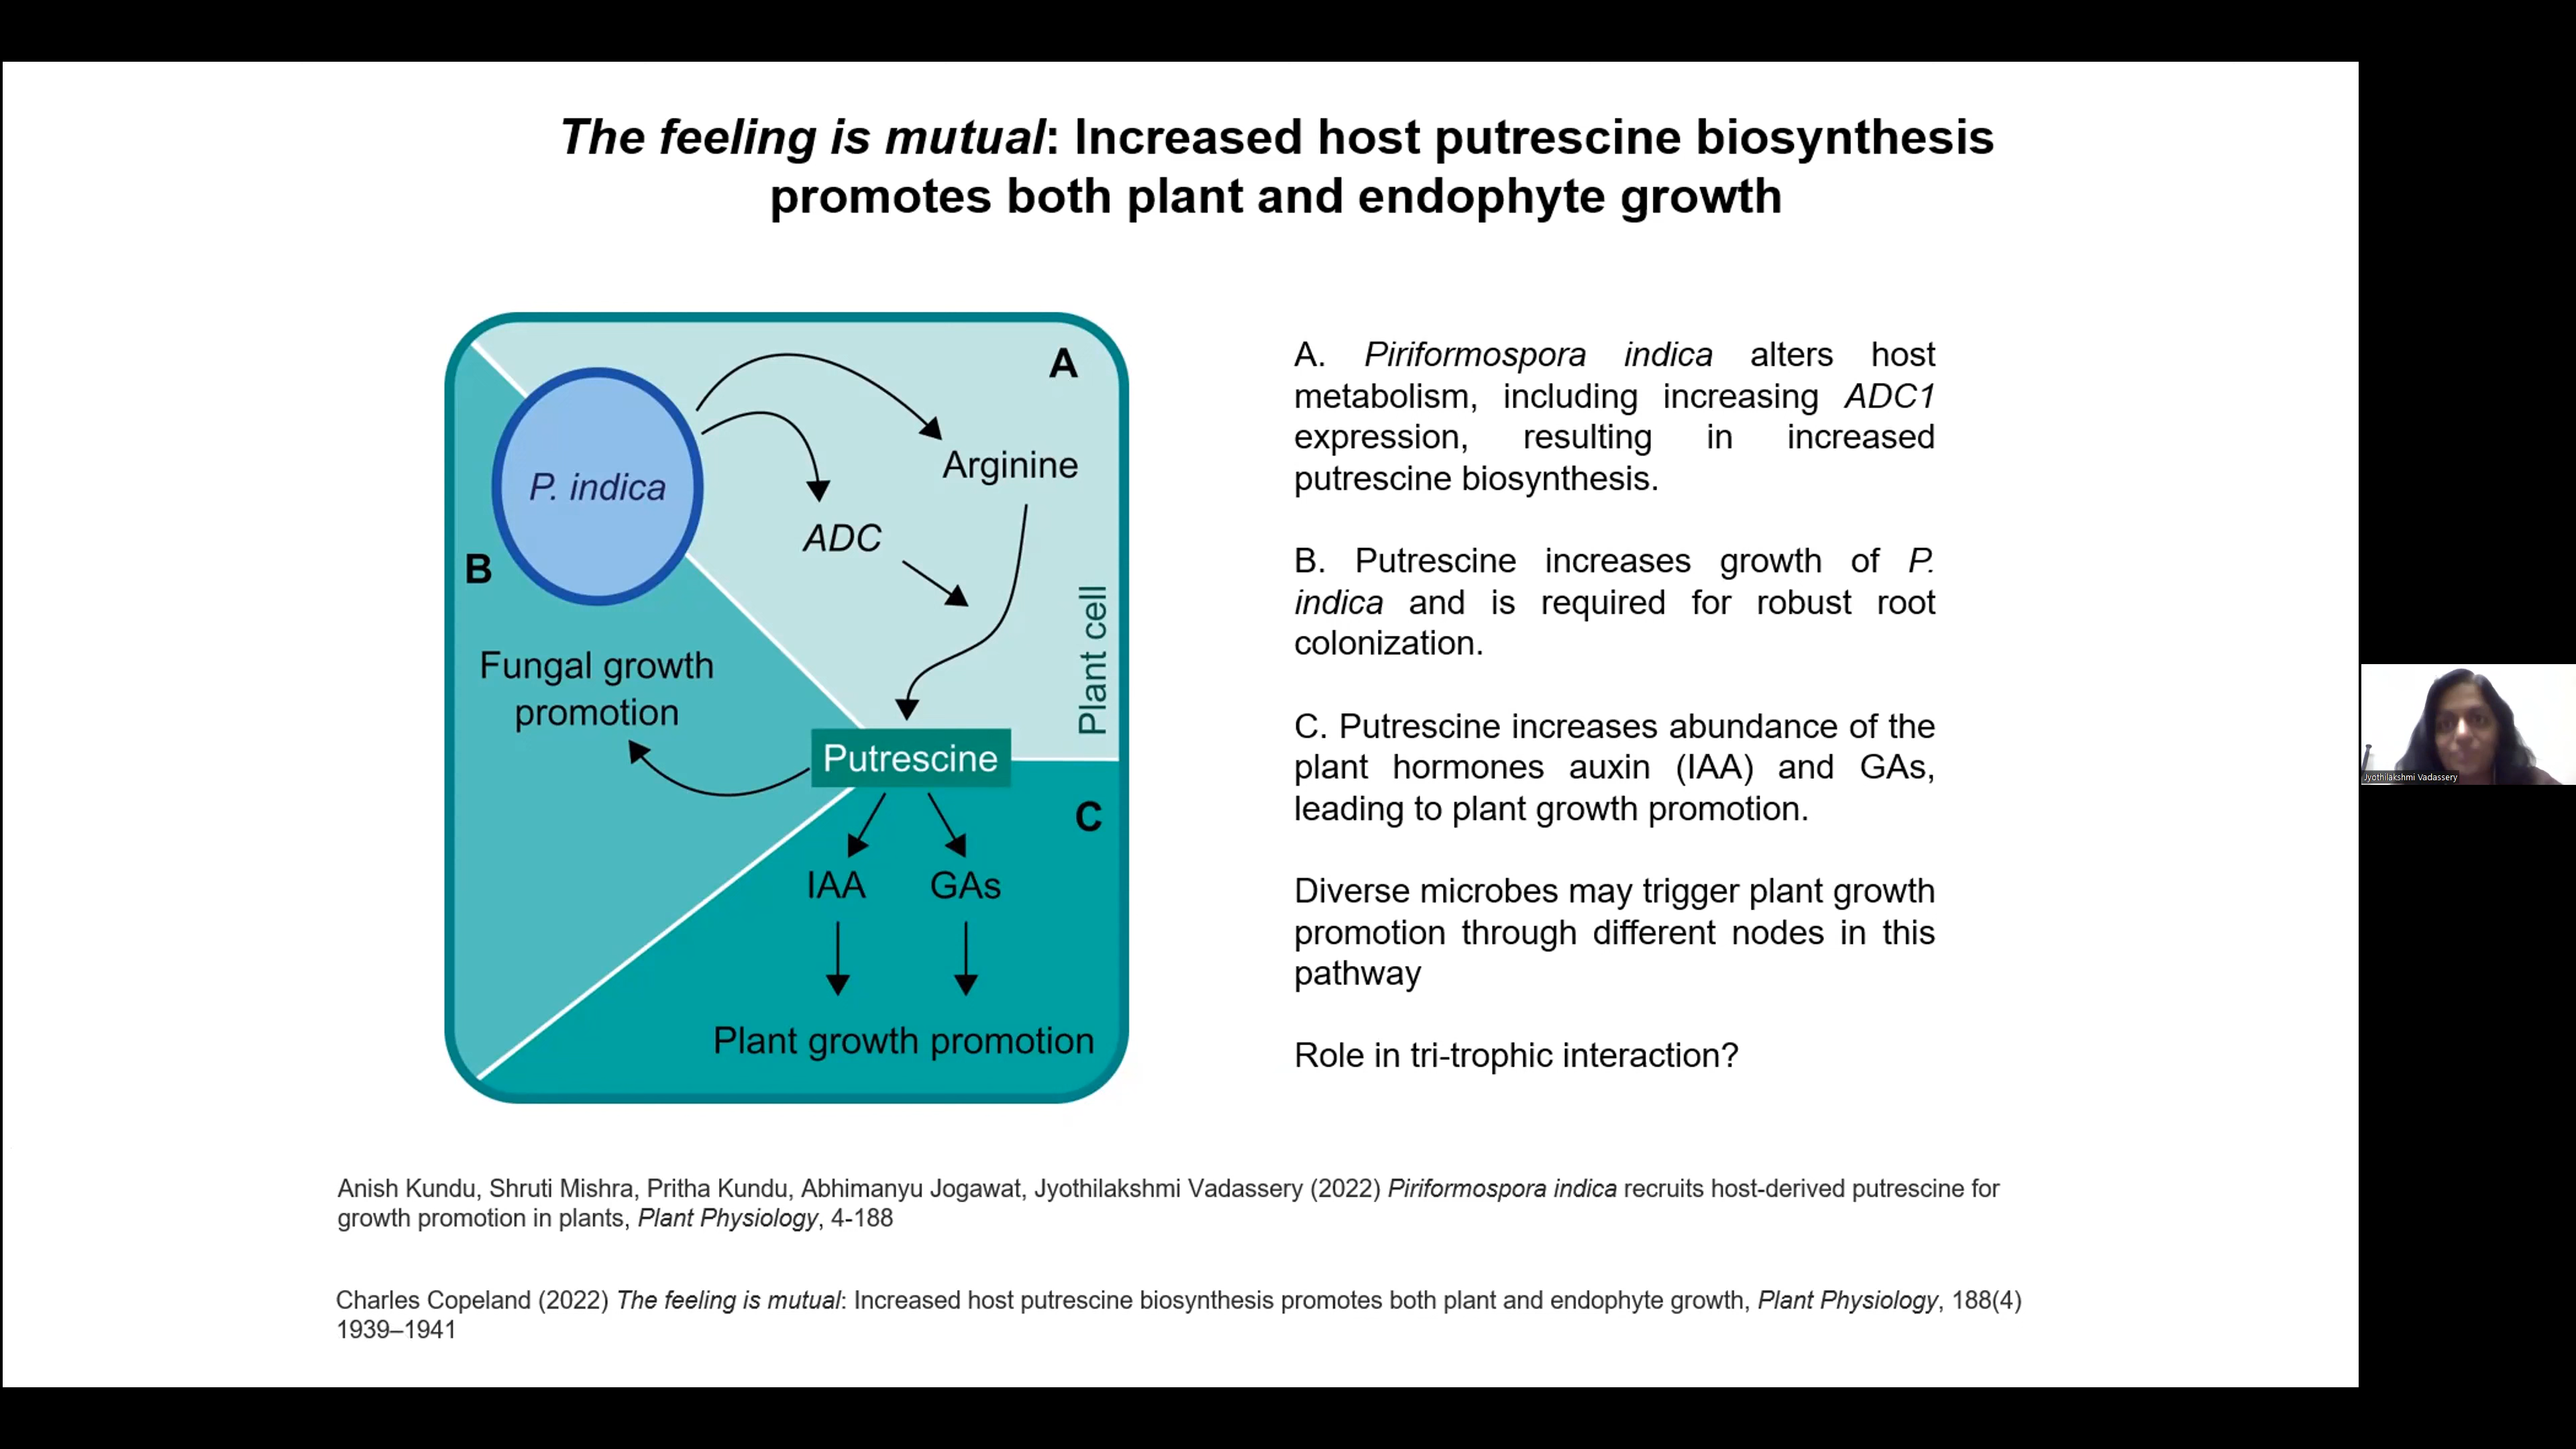 The feeling is mutual: Increased host putrescine biosynthesis
promotes both plant and endophyte growth
A
P. indica
Arginine
ADC
B
Plant cell
Fungal growth
promotion
Putrescine
C
IAA GAs
Plant growth promotion
A. Piriformospora indica alters host
metabolism, including increasing ADC1
expression, resulting in increased
putrescine biosynthesis.
B. Putrescine increases growth of P.
indica and is required for robust root
colonization.
C. Putrescine increases abundance of the
plant hormones auxin (IAA) and GAs,
leading to plant growth promotion.
Diverse microbes may trigger plant growth
promotion through different nodes in this
pathway
Role in tri-trophic interaction?
Anish Kundu, Shruti Mishra, Pritha Kundu, Abhimanyu Jogawat, Jyothilakshmi Vadassery (2022) Piriformospora indica recruits host-derived putrescine for
growth promotion in plants, Plant Physiology, 4-188
Charles Copeland (2022) The feeling is mutual: Increased host putrescine biosynthesis promotes both plant and endophyte growth, Plant Physiology, 188(4)
1939–1941
Jyothilakshmi Vadassery